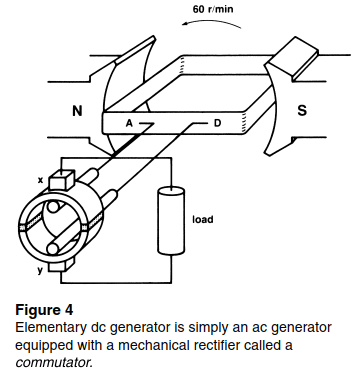 60 r/min
N
A
D
S
x
load
y
Figure 4
Elementary dc generator is simply an ac generator
equipped with a mechanical rectifier called a
commutator.